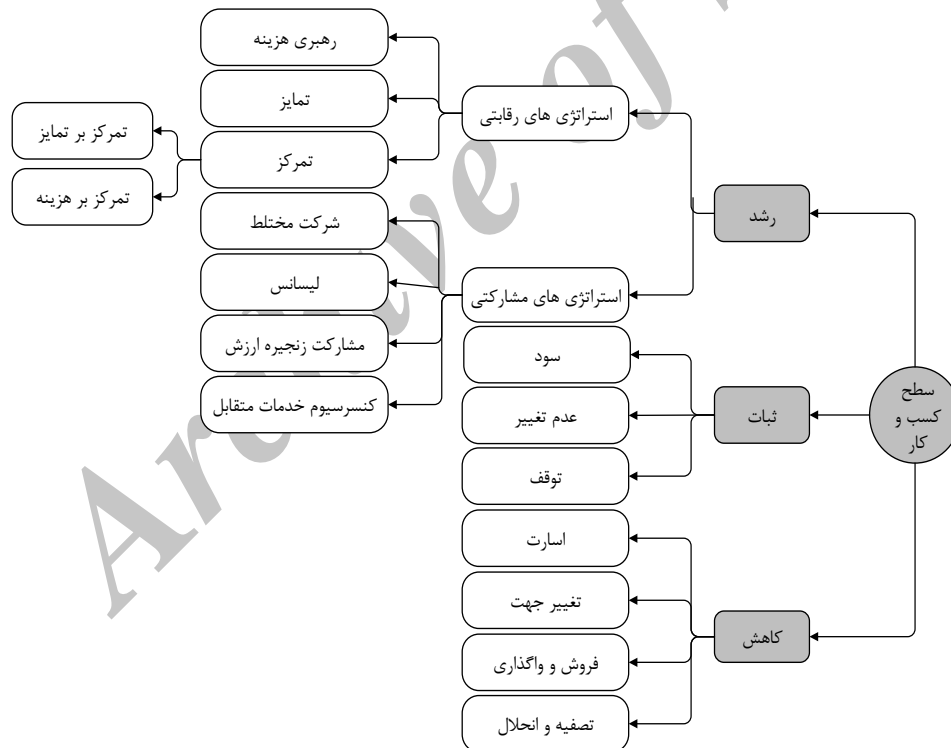 سطح
کسب و
کار
رشد
استراتژی های رقابتی
رهبری هزینه
تمایز
تمرکز
تمرکز بر تمایز
تمرکز بر هزینه
استراتژی های مشارکتی
شرکت مختلط
لیسانس
مشارکت زنجیره ارزش
کنسرسیوم خدمات متقابل
ثبات
سود
عدم تغییر
توقف
کاهش
اسارت
تغییر جهت
فروش و واگذاری
تصفیه و انحلال
Archive of